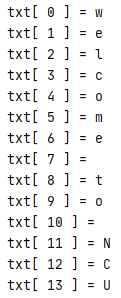 txt[ 0 ] = w
txt[ 1 ] = e
txt[ 2 ] = l
txt[ 3 ] = c
txt[ 4 ] = o
txt[ 5 ] = m
txt[ 6 ] = e
txt[ 7 ] =
txt[ 8 ] = t
txt[ 9 ] = o
txt[ 10 ] =
txt[ 11 ] = N
txt[ 12 ] = C
txt[ 13 ] = U